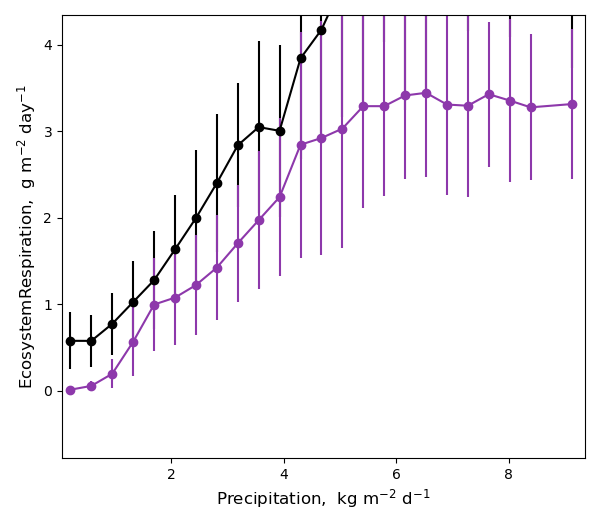 4
3
2
1
0
EcosystemRespiration, g m⁻² day⁻¹
2 4 6 8
Precipitation, kg m⁻² d⁻¹